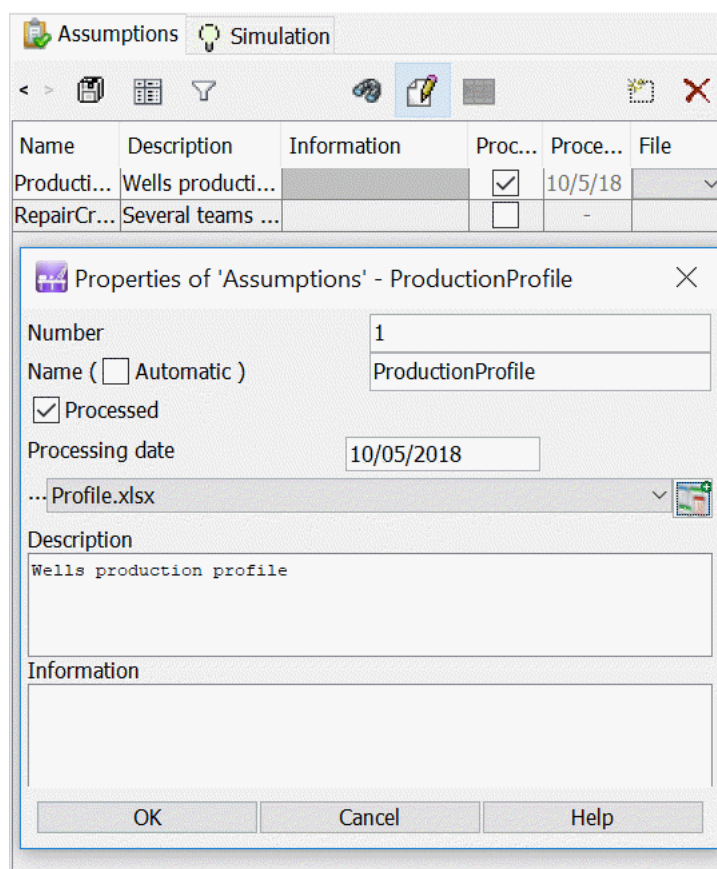 Assumptions Simulation
< >
Name Description Information Proc... Proce... File
Producti... Wells producti... 10/5/18
RepairCr... Several teams ... -
Properties of 'Assumptions' - ProductionProfile
Number 1
Name ( Automatic ) ProductionProfile
Processed
Processing date 10/05/2018
... Profile.xlsx
Description
Wells production profile
Information
OK Cancel Help